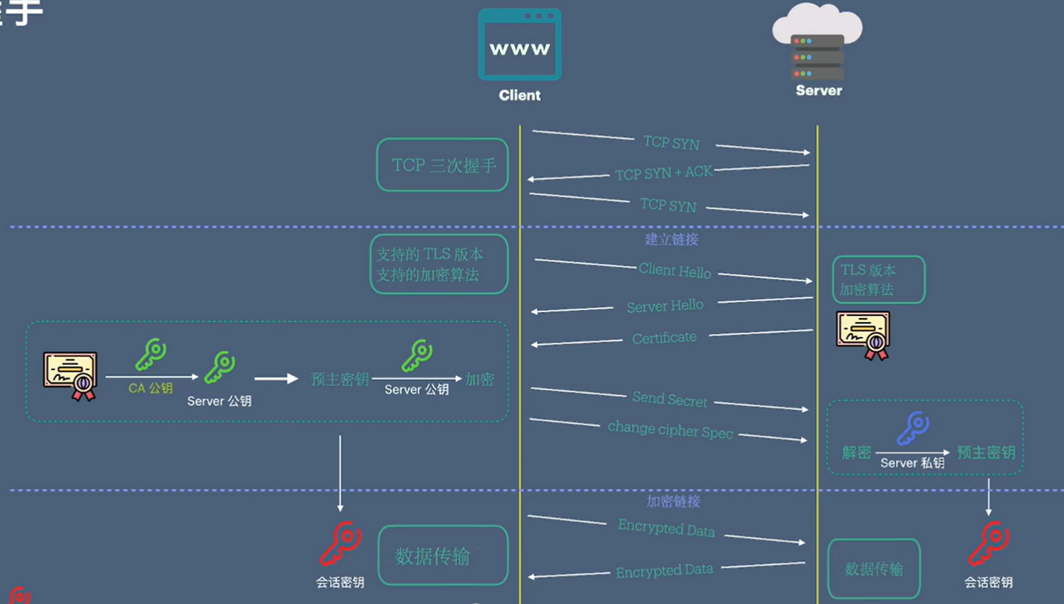 手
www
Client
Server
TCP 三次握手
TCP SYN
TCP SYN + ACK
TCP SYN
建立链接
支持的 TLS 版本
支持的加密算法
Client Hello
TLS 版本
加密算法
Server Hello
Certificate
CA 公钥
Server 公钥
预主密钥
Server 公钥
加密
Send Secret
change cipher Spec
解密
Server 私钥
预主密钥
加密链接
会话密钥
数据传输
Encrypted Data
Encrypted Data
数据传输
会话密钥